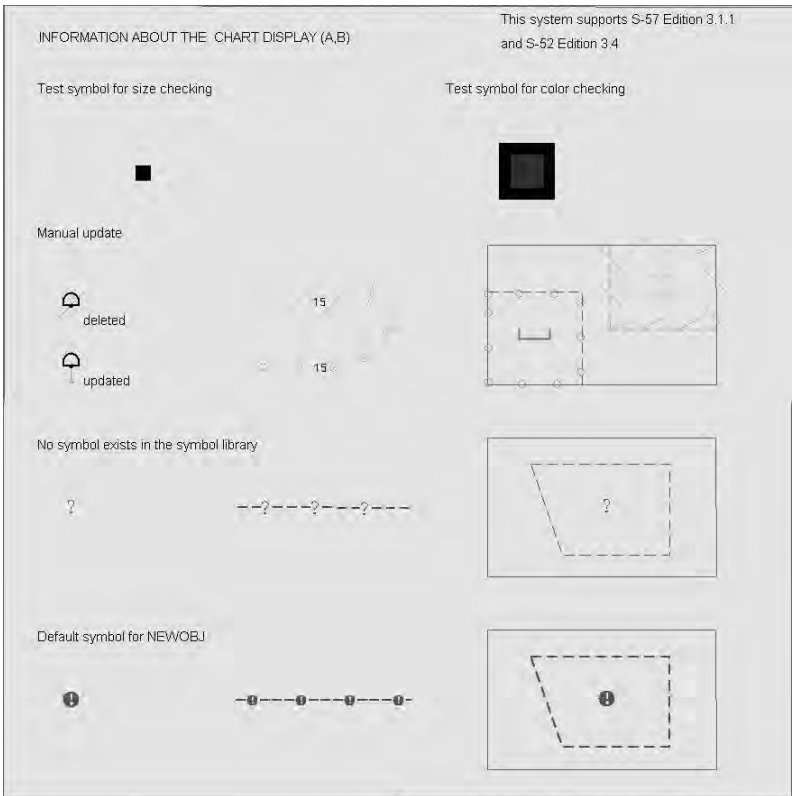 This system supports S-57 Edition 3.1.1
and S-52 Edition 3.4
INFORMATION ABOUT THE CHART DISPLAY (A,B)
Test symbol for size checking
Test symbol for color checking
Manual update
deleted
15
updated
15
No symbol exists in the symbol library
? ? ? ? ?
Default symbol for NEWOBJ
! ! ! ! ! !